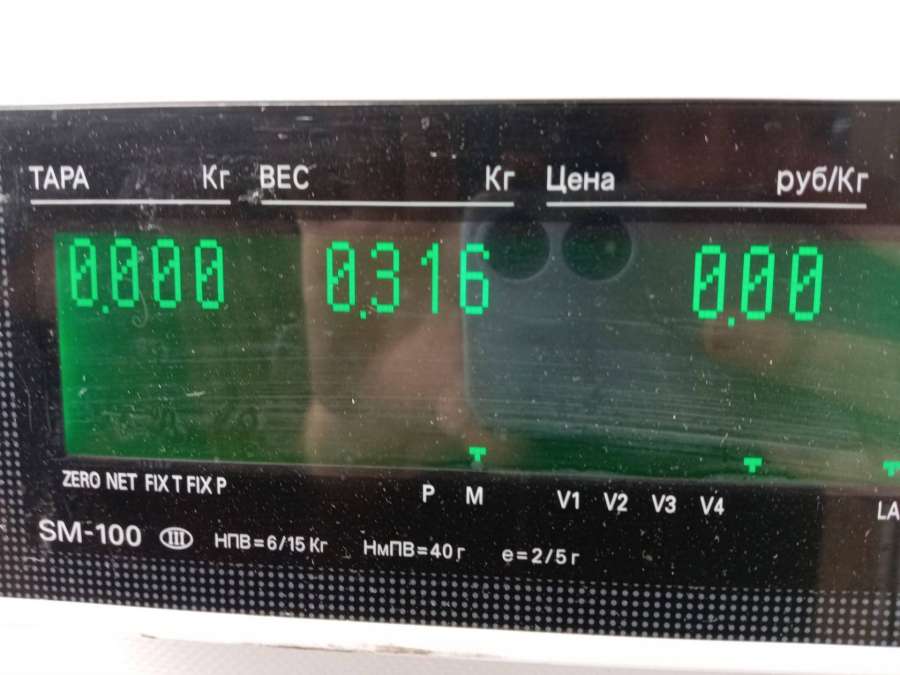 ТАРА Кг ВЕС Кг Цена руб/Кг
0.000 0.316 0.00
ZERO NET FIX T FIX P P M V1 V2 V3 V4 LA
SM-100 III НПВ=6/15 Кг НмПВ=40 г e=2/5 г